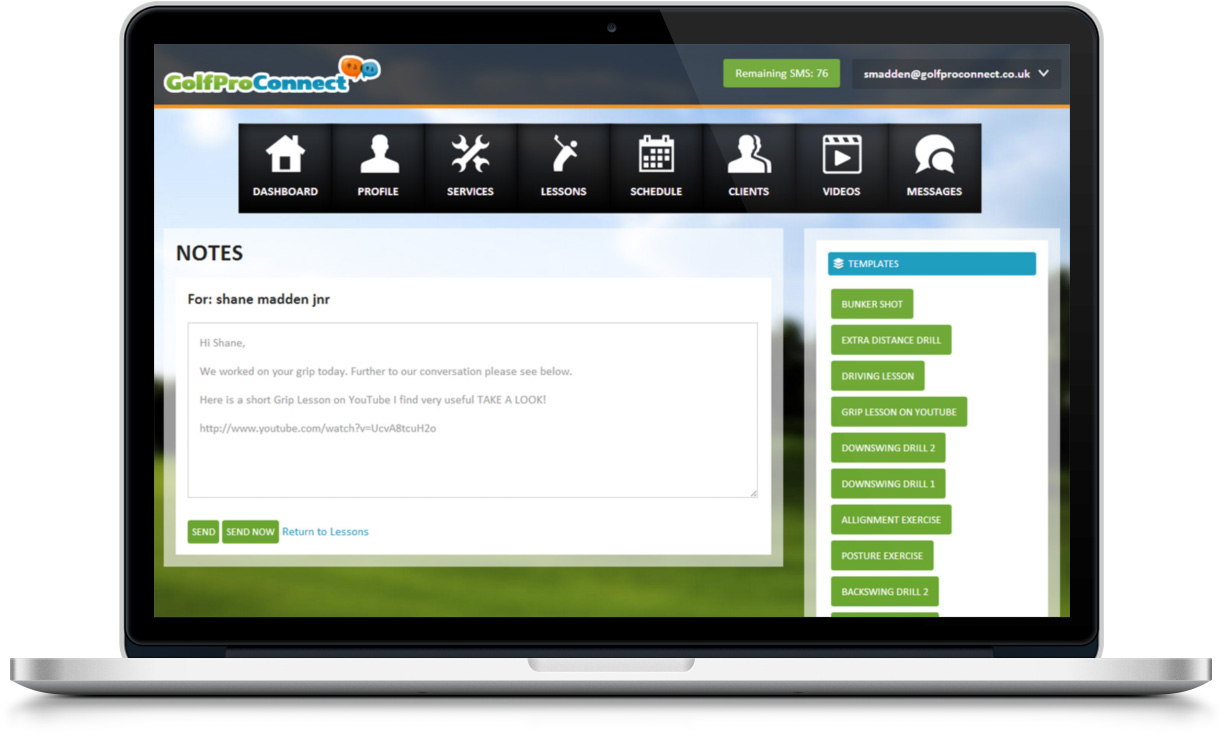 GolfProConnect
Remaining SMS: 76
smadden@golfproconnect.co.uk
DASHBOARD
PROFILE
SERVICES
LESSONS
SCHEDULE
CLIENTS
VIDEOS
MESSAGES
NOTES
For: shane madden jnr
Hi Shane,
We worked on your grip today. Further to our conversation please see below.
Here is a short Grip Lesson on YouTube I find very useful TAKE A LOOK!
http://www.youtube.com/watch?v=UcvA8tcuH2o
SEND
SEND NOW
Return to Lessons
TEMPLATES
BUNKER SHOT
EXTRA DISTANCE DRILL
DRIVING LESSON
GRIP LESSON ON YOUTUBE
DOWNSWING DRILL 2
DOWNSWING DRILL 1
ALLIGNMENT EXERCISE
POSTURE EXERCISE
BACKSWING DRILL 2